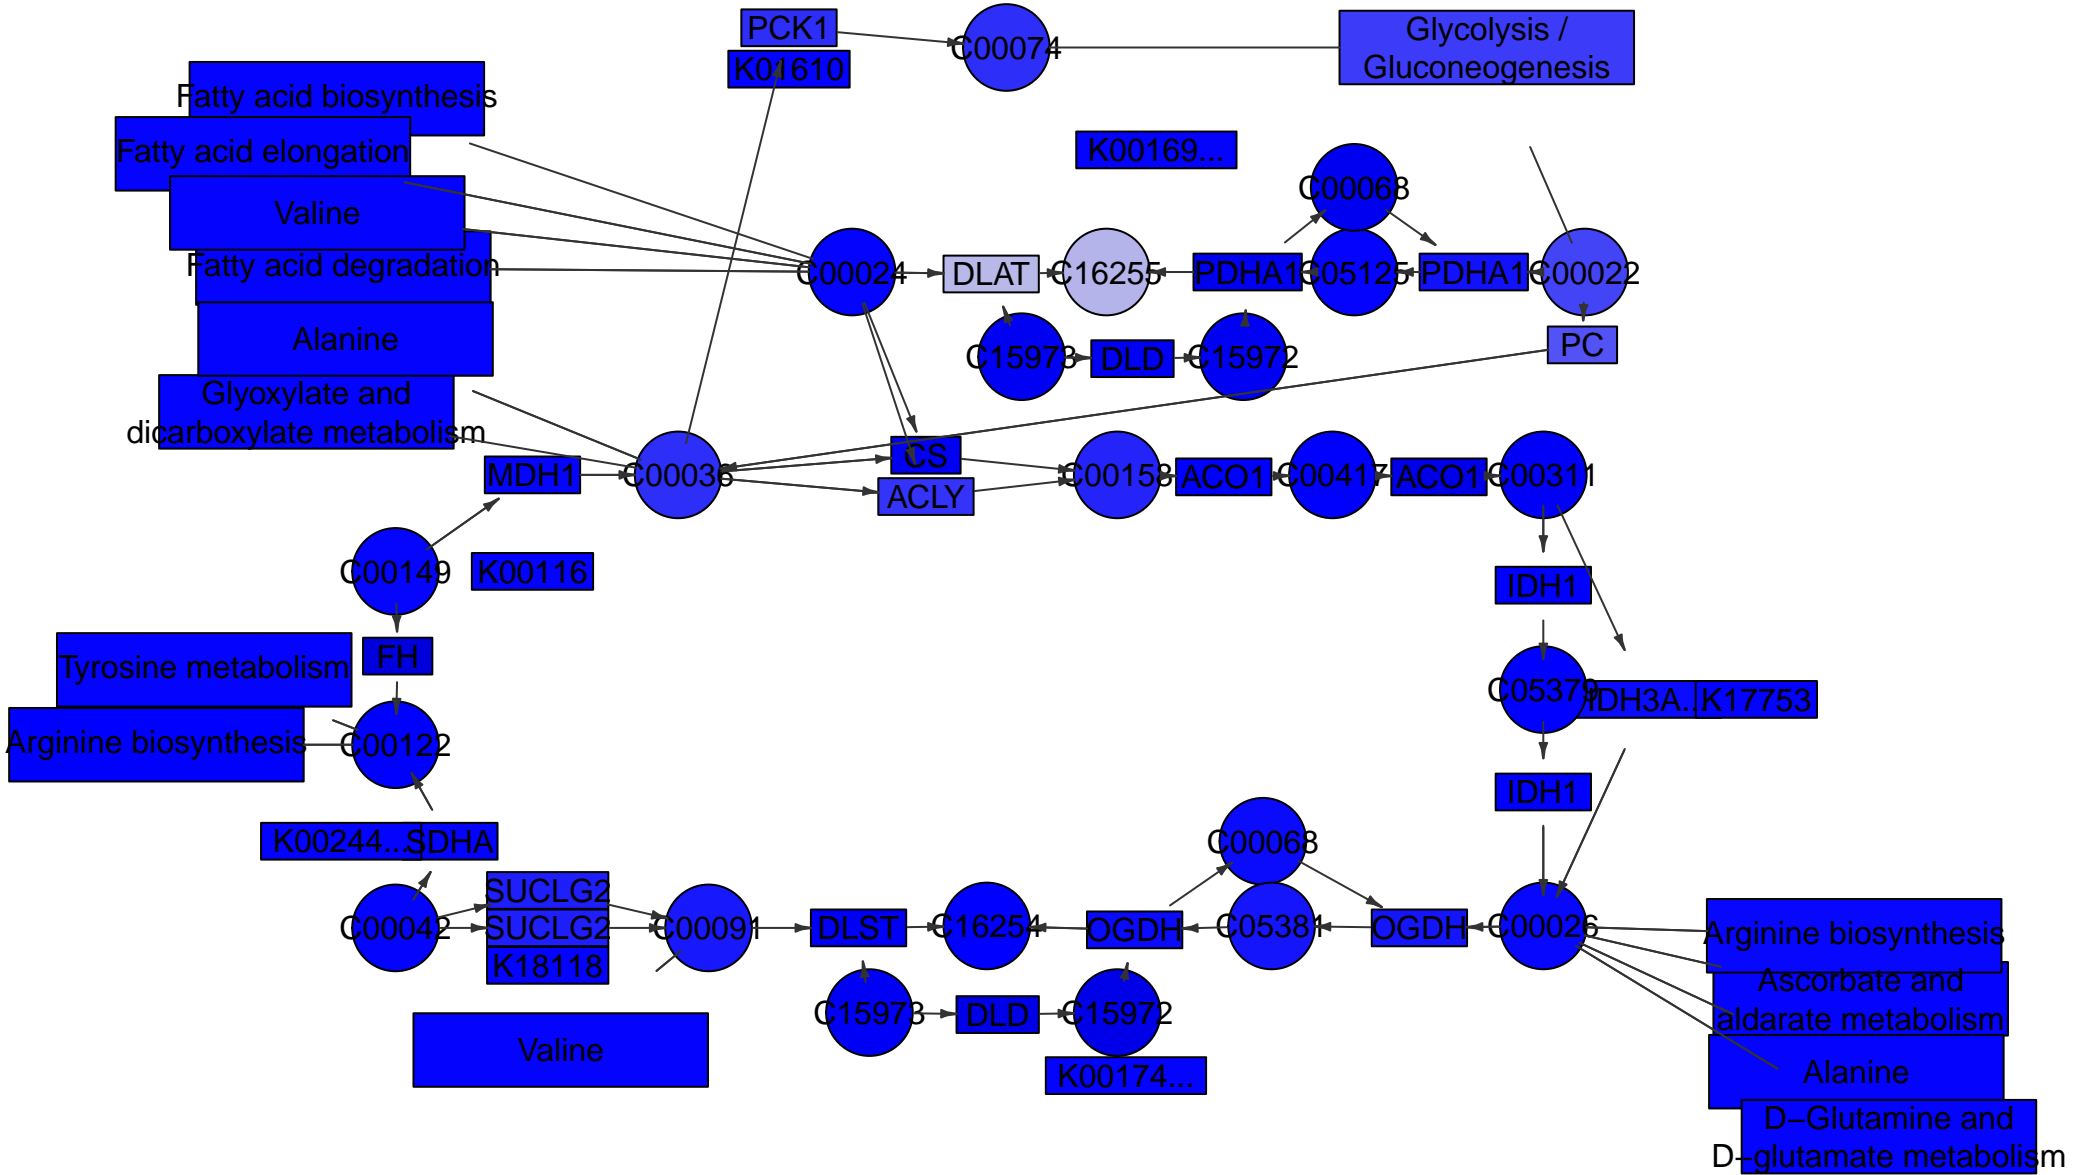 PCK1
C00074
Glycolysis /
Gluconeogenesis
K01610
Fatty acid biosynthesis
Fatty acid elongation
K00169...
C00068
Valine
Fatty acid degradation
C00024
DLAT
C16255
PDHA1
C05125
PDHA1
C00022
Alanine
C15973
DLD
C15972
PC
Glyoxylate and
dicarboxylate metabolism
MDH1
C00036
CS
ACLY
C00158
ACO1
C00417
ACO1
C00311
C00149
K00116
IDH1
FH
Tyrosine metabolism
C05379
IDH3A...
K17753
Arginine biosynthesis
C00122
IDH1
K00244...
SDHA
C00068
SUCLG2
C00042
SUCLG2
C00091
DLST
C16254
OGDH
C05381
OGDH
C00026
Arginine biosynthesis
K18118
Ascorbate and
aldarate metabolism
C15973
DLD
C15972
Valine
K00174...
Alanine
D−Glutamine and
D−glutamate metabolism